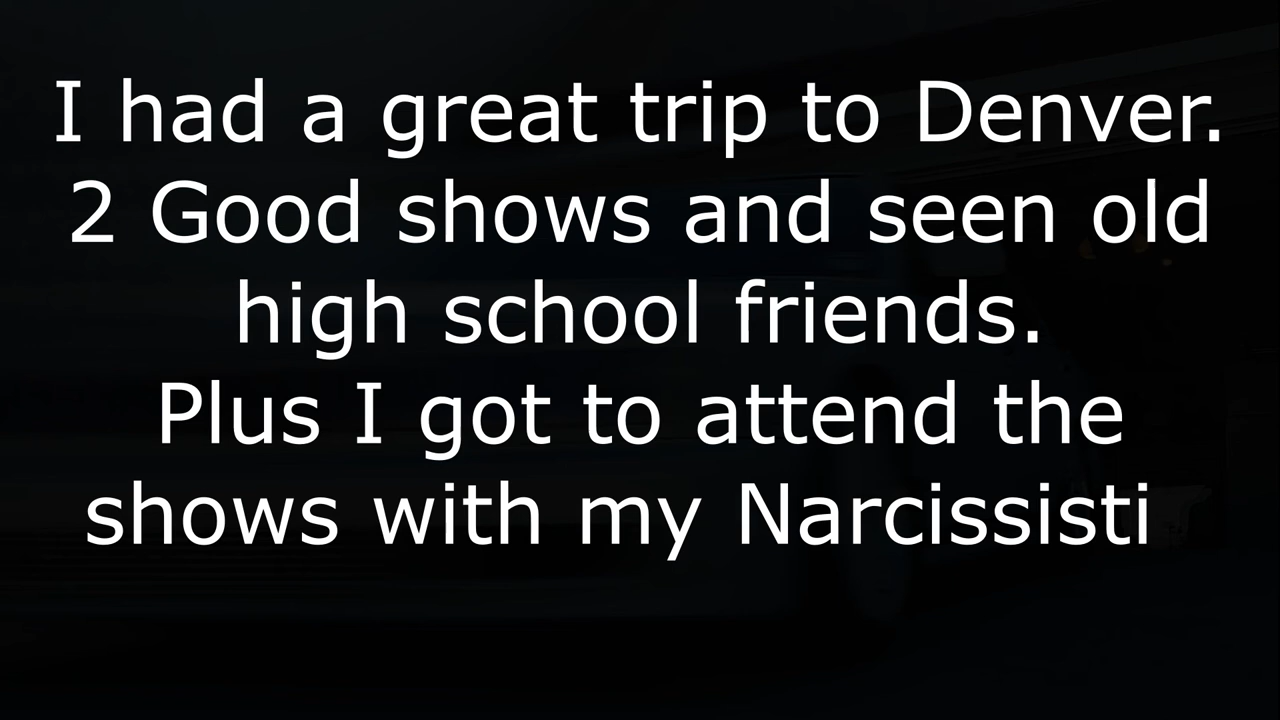 I had a great trip to Denver.
2 Good shows and seen old
high school friends.
Plus I got to attend the
shows with my Narcissisti